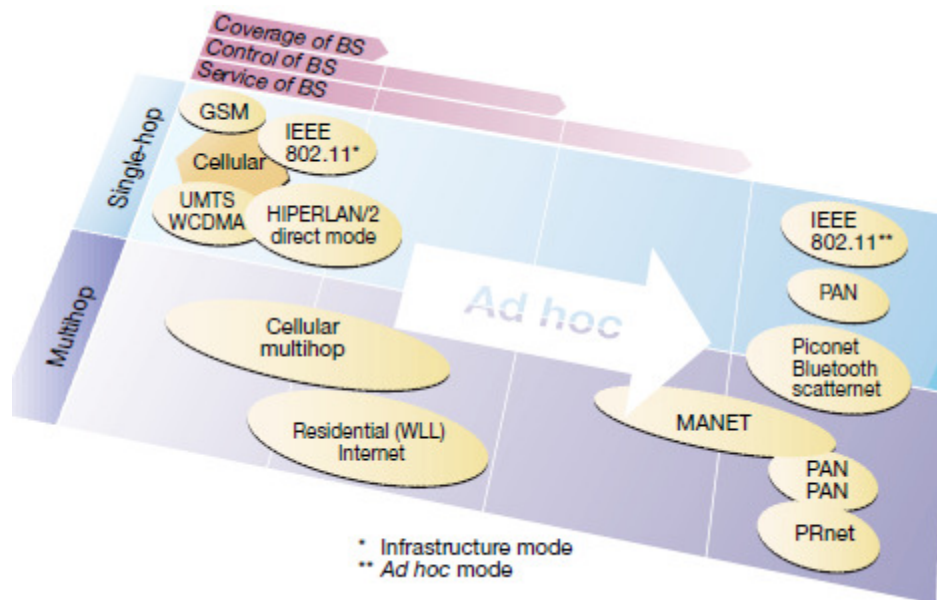 Coverage of BS
Control of BS
Service of BS
Single-hop
GSM
IEEE
802.11*
Cellular
UMTS
WCDMA
HIPERLAN/2
direct mode
IEEE
802.11**
PAN
Ad hoc
Multihop
Cellular
multihop
Piconet
Bluetooth
scatternet
Residential (WLL)
Internet
MANET
PAN
PAN
PRnet
* Infrastructure mode
** Ad hoc mode